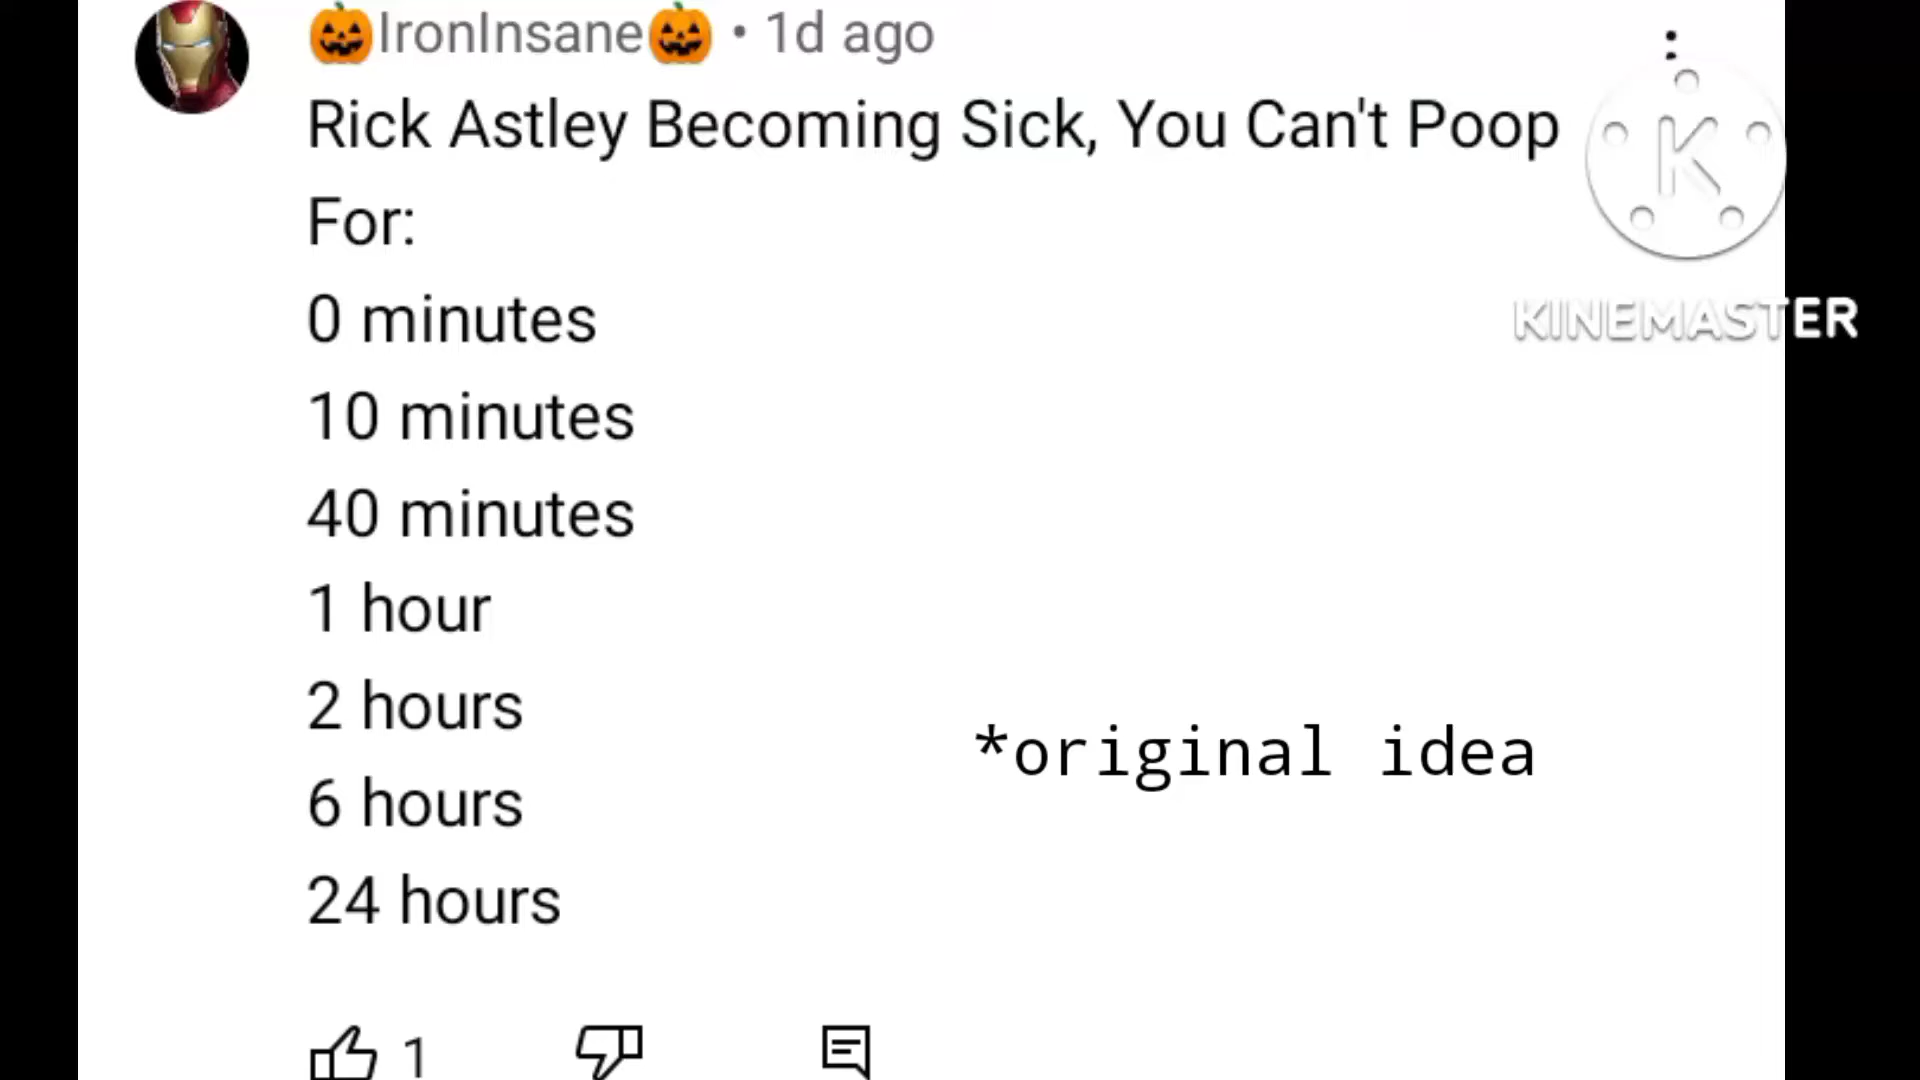 🎃IronInsane🎃 • 1d ago
Rick Astley Becoming Sick, You Can't Poop
For:
0 minutes
10 minutes
40 minutes
1 hour
2 hours
6 hours
24 hours
*original idea
1
K
KINEMASTER